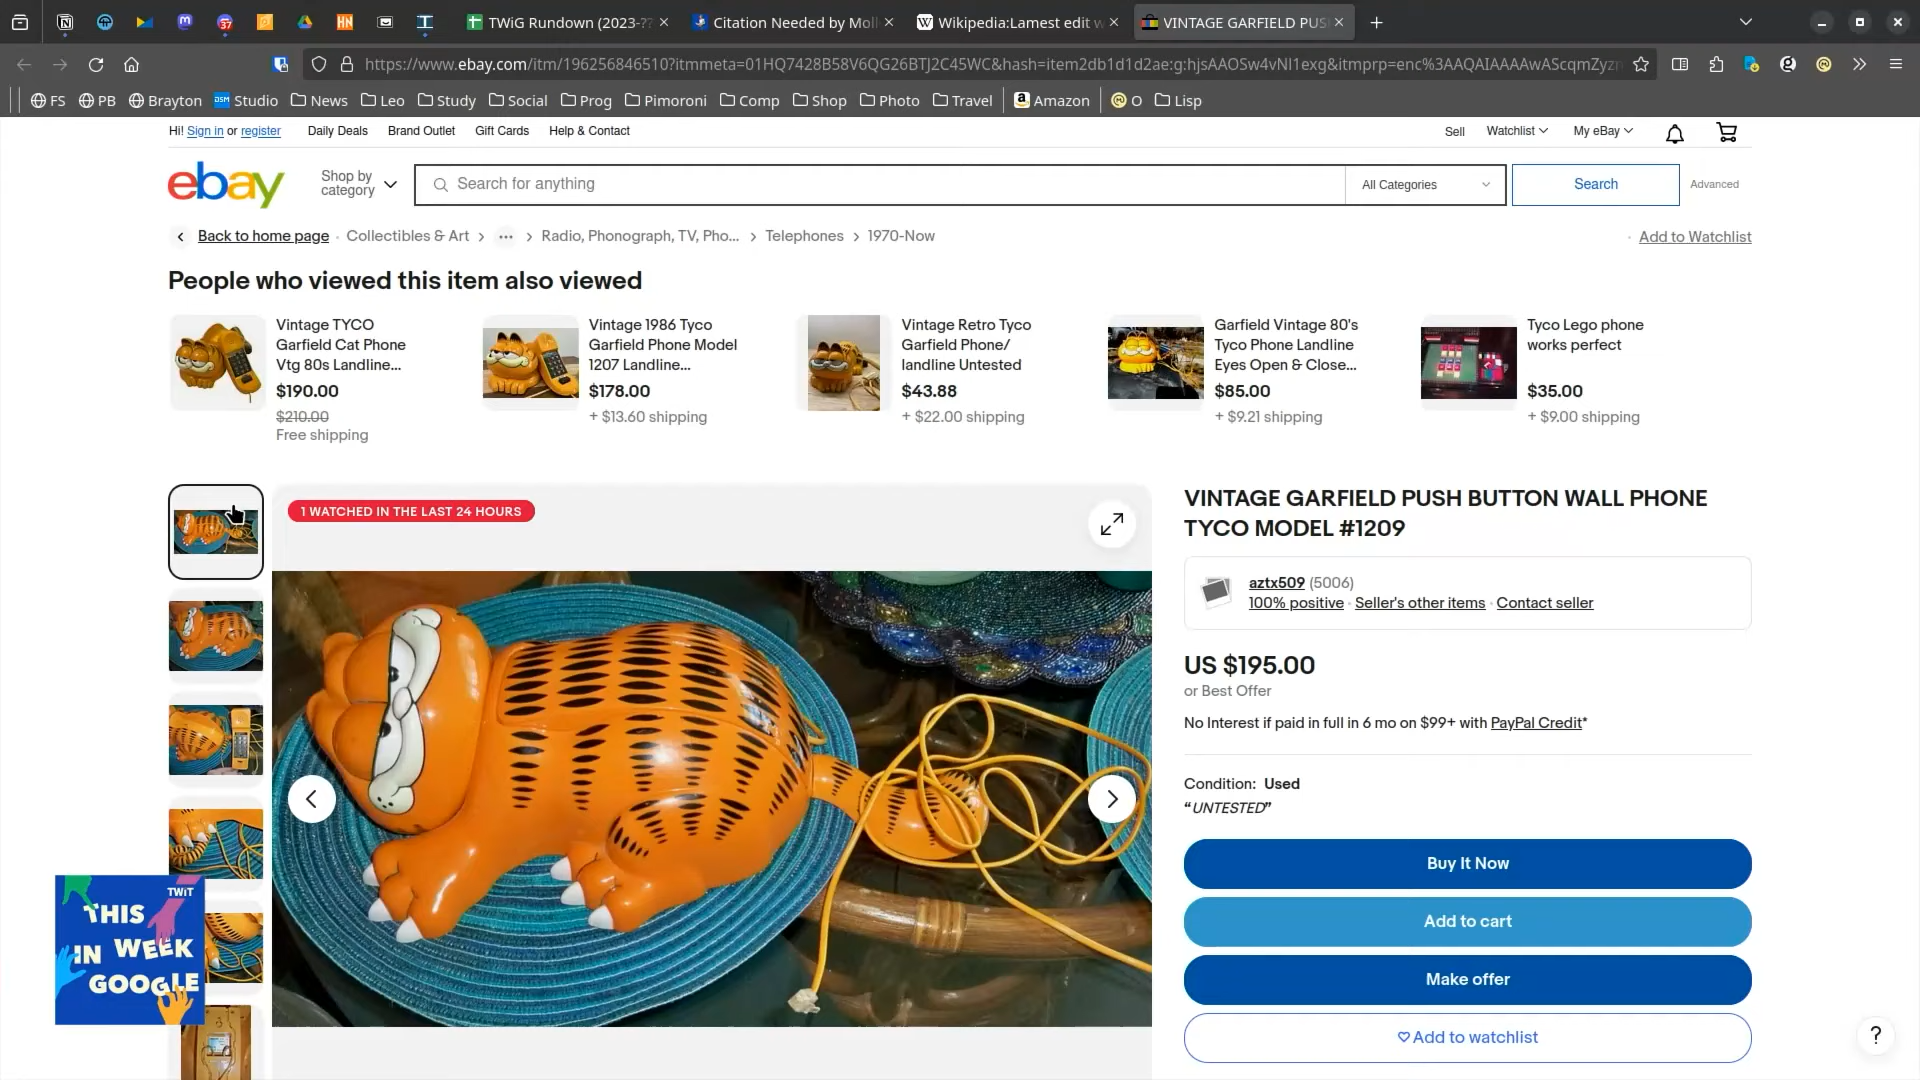 TWiG Rundown (2023-??
Citation Needed by Moll
Wikipedia:Lamest edit w
VINTAGE GARFIELD PUS
https://www.ebay.com/itm/196256846510?itmmeta=01HQ7428B58V6QG26BTJ2C45WC&hash=item2db1d1d2ae:g:hjsAAOSw4vNl1exg&itmprp=enc%3AAQAIAAAAwAScqmZyzn
FS PB Brayton DSM Studio News Leo Study Social Prog Pimoroni Comp Shop Photo Travel Amazon O Lisp
Hi! Sign in or register Daily Deals Brand Outlet Gift Cards Help & Contact Sell Watchlist My eBay
ebay
Shop by
category
Search for anything
All Categories
Search
Advanced
Back to home page · Collectibles & Art > ··· > Radio, Phonograph, TV, Pho... > Telephones > 1970-Now
· Add to Watchlist
People who viewed this item also viewed
Vintage TYCO
Garfield Cat Phone
Vtg 80s Landline...
$190.00
$210.00
Free shipping
Vintage 1986 Tyco
Garfield Phone Model
1207 Landline...
$178.00
+ $13.60 shipping
Vintage Retro Tyco
Garfield Phone/
landline Untested
$43.88
+ $22.00 shipping
Garfield Vintage 80's
Tyco Phone Landline
Eyes Open & Close...
$85.00
+ $9.21 shipping
Tyco Lego phone
works perfect
$35.00
+ $9.00 shipping
1 WATCHED IN THE LAST 24 HOURS
VINTAGE GARFIELD PUSH BUTTON WALL PHONE
TYCO MODEL #1209
aztx509 (5006)
100% positive · Seller's other items · Contact seller
US $195.00
or Best Offer
No Interest if paid in full in 6 mo on $99+ with PayPal Credit*
Condition: Used
“UNTESTED”
Buy It Now
Add to cart
Make offer
Add to watchlist
?
TWiT
THIS
IN WEEK
GOOGLE